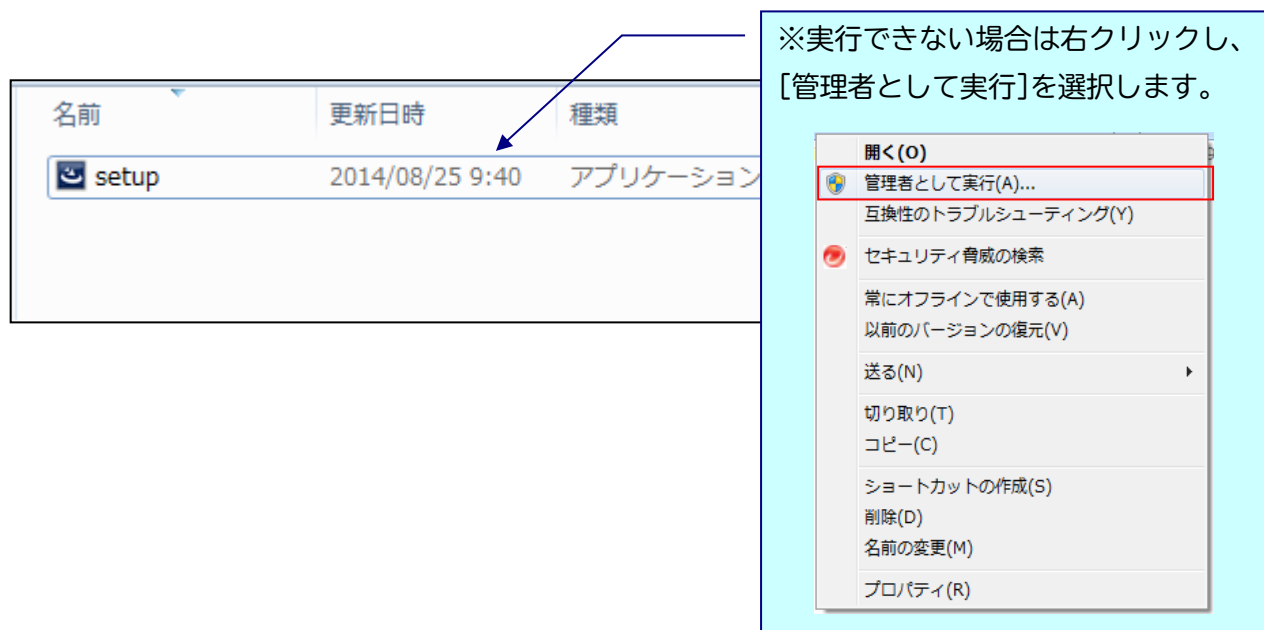 ※実行できない場合は右クリックし、
[管理者として実行]を選択します。
名前 更新日時 種類
setup 2014/08/25 9:40 アプリケーション
開く(O)
管理者として実行(A)...
互換性のトラブルシューティング(Y)
セキュリティ脅威の検索
常にオフラインで使用する(A)
以前のバージョンの復元(V)
送る(N)
切り取り(T)
コピー(C)
ショートカットの作成(S)
削除(D)
名前の変更(M)
プロパティ(R)